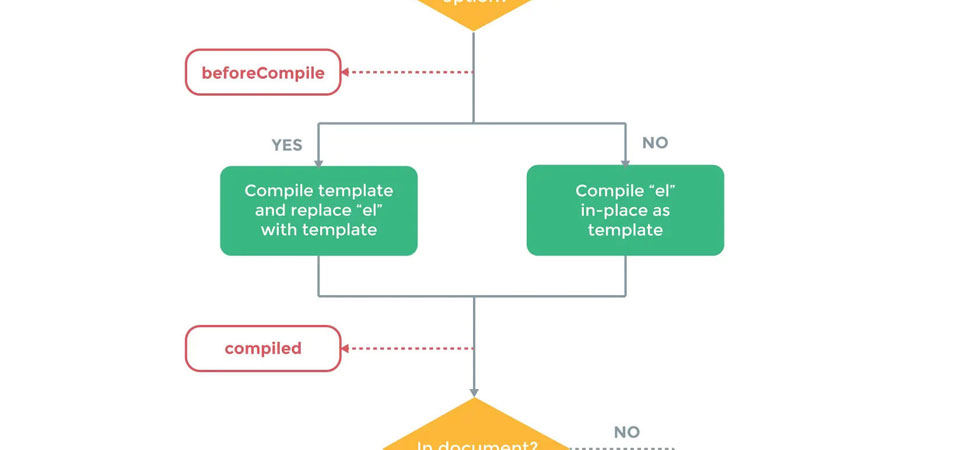 option?
beforeCompile
YES
NO
Compile template
and replace “el”
with template
Compile “el”
in-place as
template
compiled
In document?
NO